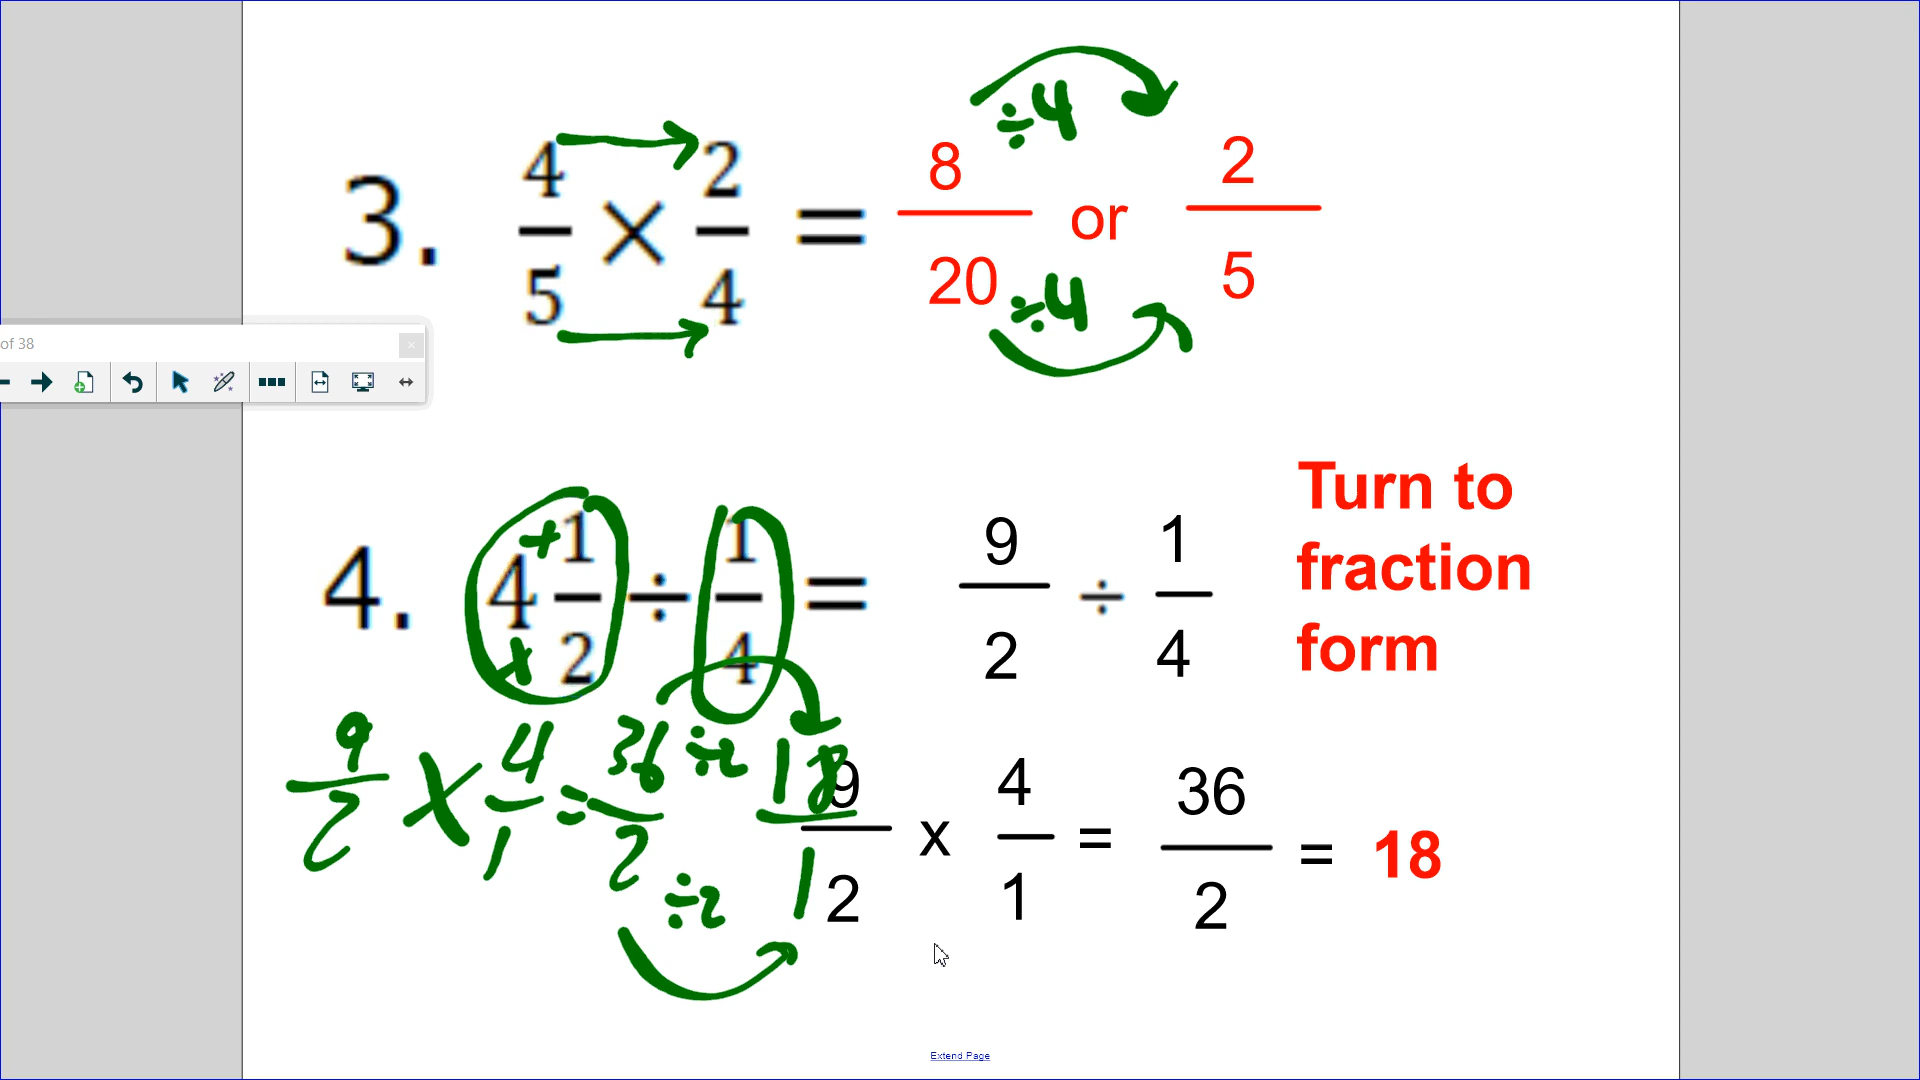 ÷4
3. 4/5 × 2/4 = 8/20 or 2/5
÷4
of 38
4. 4 1/2 ÷ 1/4 = 9/2 ÷ 1/4
+
x
Turn to
fraction
form
9/2 x 4/1 = 36/2 ÷2 18/1
÷2
9/2 x 4/1 = 36/2 = 18
Extend Page